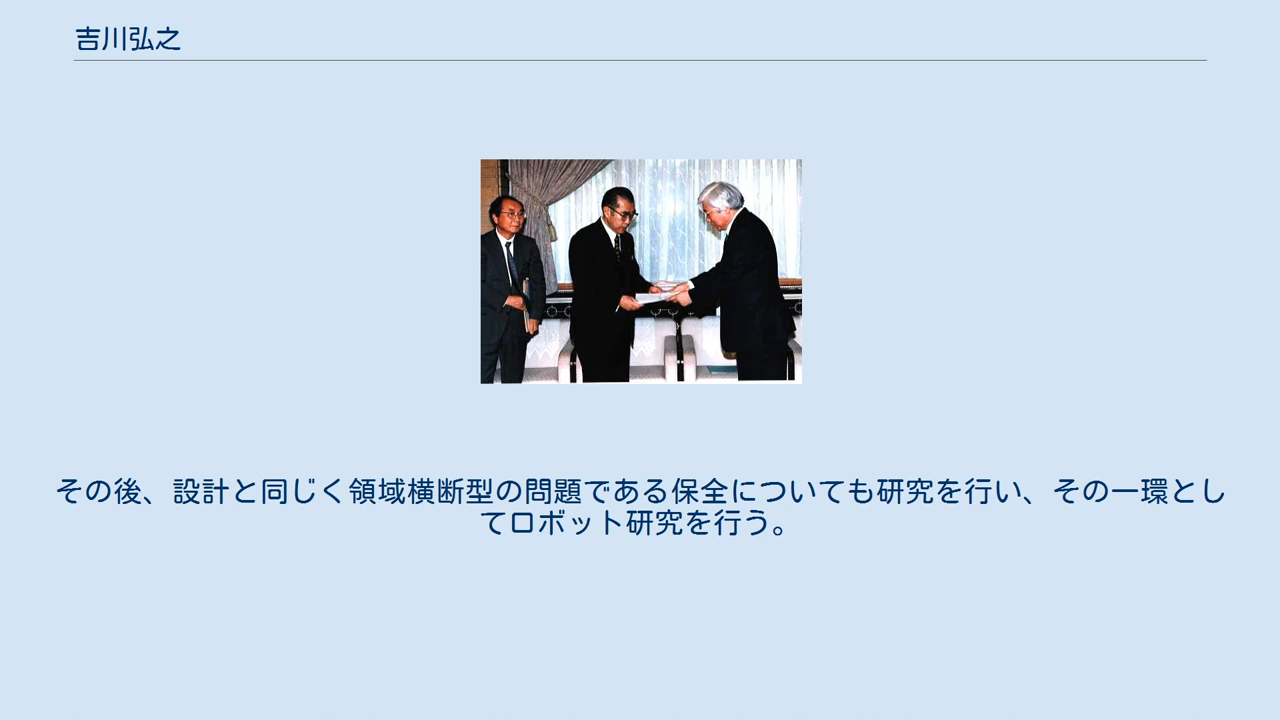 吉川弘之
その後、設計と同じく領域横断型の問題である保全についても研究を行い、その一環とし
てロボット研究を行う。